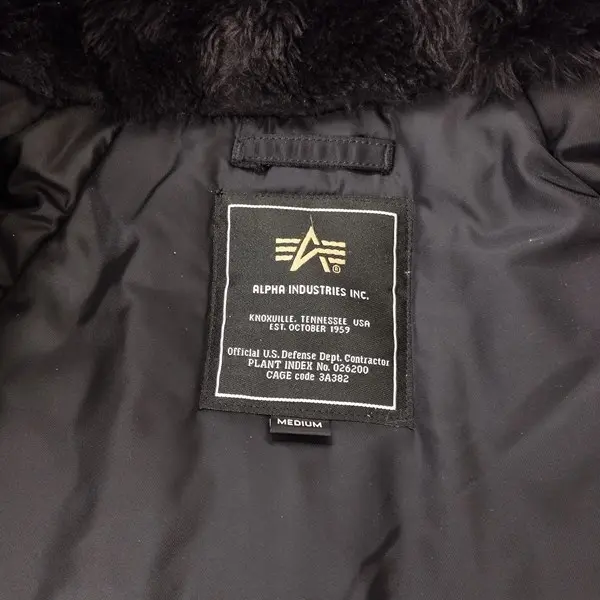 ALPHA INDUSTRIES INC.
KNOXVILLE, TENNESSEE USA
EST. OCTOBER 1959
Official U.S. Defense Dept. Contractor
PLANT INDEX No. 026200
CAGE code 3A382
MEDIUM